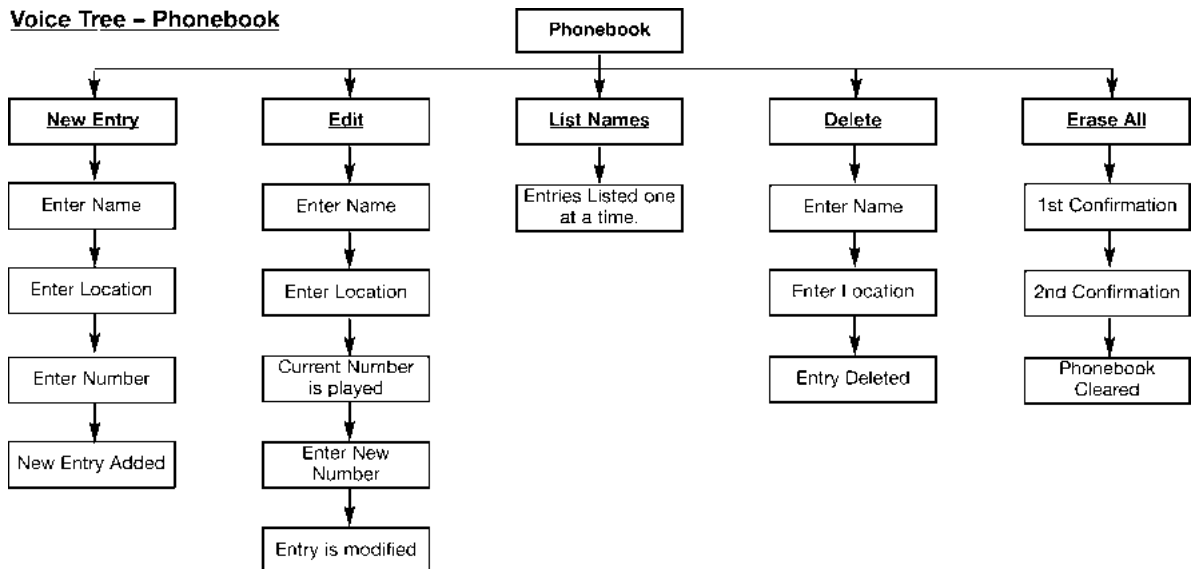 Voice Tree – Phonebook
Phonebook
New Entry
Enter Name
Enter Location
Enter Number
New Entry Added
Edit
Enter Name
Enter Location
Current Number
is played
Enter New
Number
Entry is modified
List Names
Entries Listed one
at a time.
Delete
Enter Name
Enter Location
Entry Deleted
Erase All
1st Confirmation
2nd Confirmation
Phonebook
Cleared